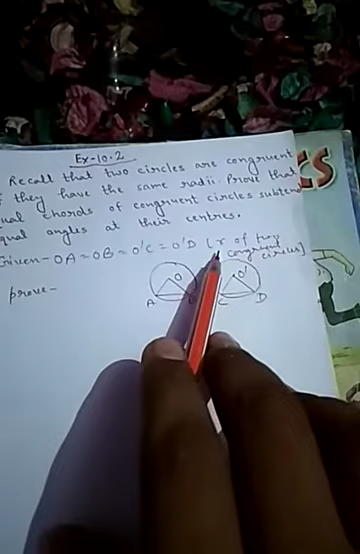 Ex-10.2
Recall that two circles are congruent
if they have the same radii. Prove that
equal chords of congruent circles subtend
equal angles at their centres.
Given- OA = OB = O'C = O'D [r of two
congruent
circles]
prove-
O O'
A C D
CS